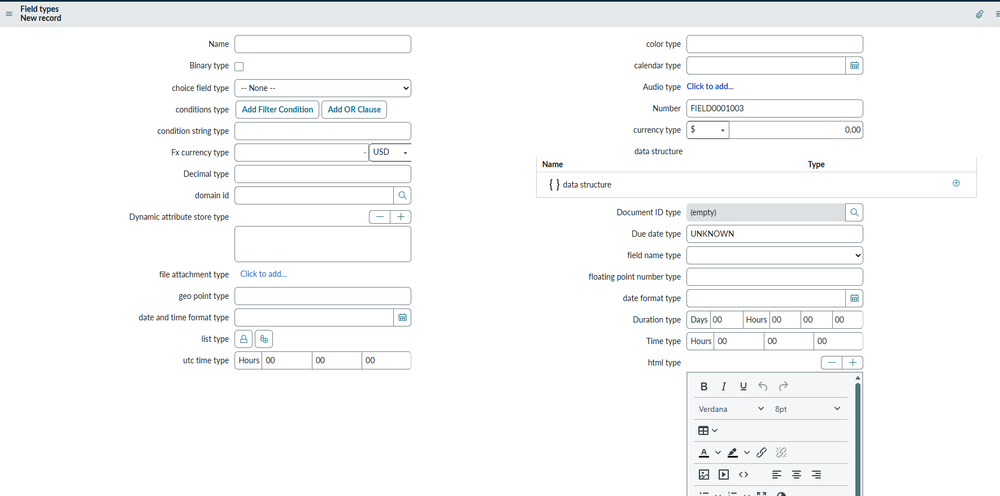 Field types
New record
Name
Binary type
choice field type
-- None --
conditions type
Add Filter Condition
Add OR Clause
condition string type
Fx currency type
-
USD
Decimal type
domain id
Dynamic attribute store type
file attachment type
Click to add...
geo point type
date and time format type
list type
utc time type
Hours
00
00
00
color type
calendar type
Audio type
Click to add...
Number
FIELD0001003
currency type
$
0.00
data structure
Name
Type
{ } data structure
Document ID type
(empty)
Due date type
UNKNOWN
field name type
floating point number type
date format type
Duration type
Days
00
Hours
00
00
00
Time type
Hours
00
00
00
html type
B
I
U
Verdana
8pt
A